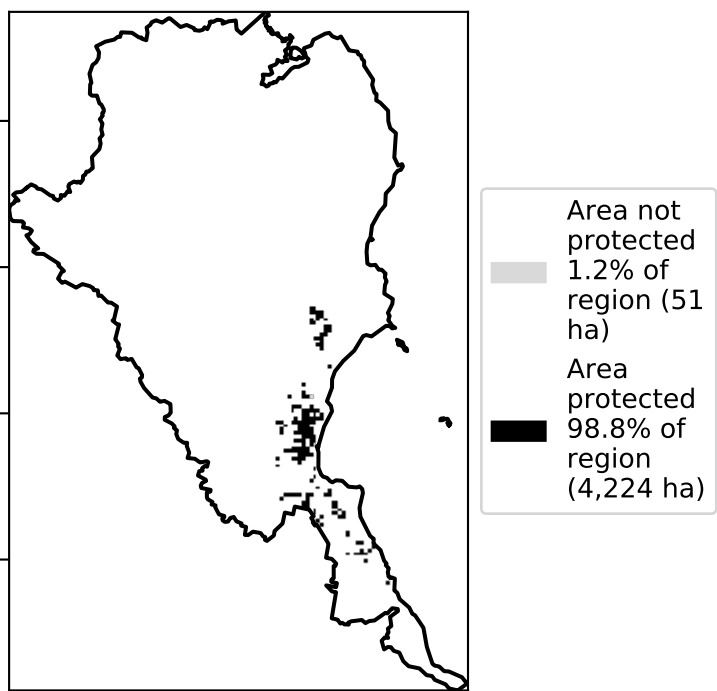 Area not
protected
1.2% of
region (51
ha)
Area
protected
98.8% of
region
(4,224 ha)